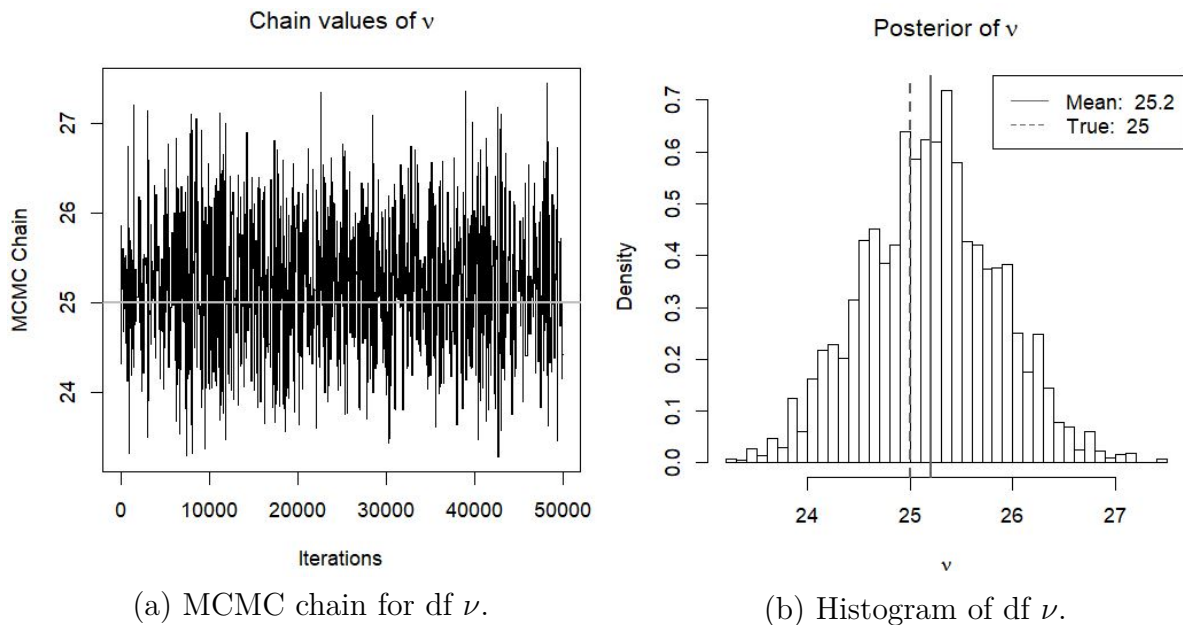 Chain values of ν
MCMC Chain
27
26
25
24
0 10000 20000 30000 40000 50000
Iterations
(a) MCMC chain for df ν.
Posterior of ν
Mean: 25.2
True: 25
Density
0.7
0.6
0.5
0.4
0.3
0.2
0.1
0.0
24 25 26 27
ν
(b) Histogram of df ν.